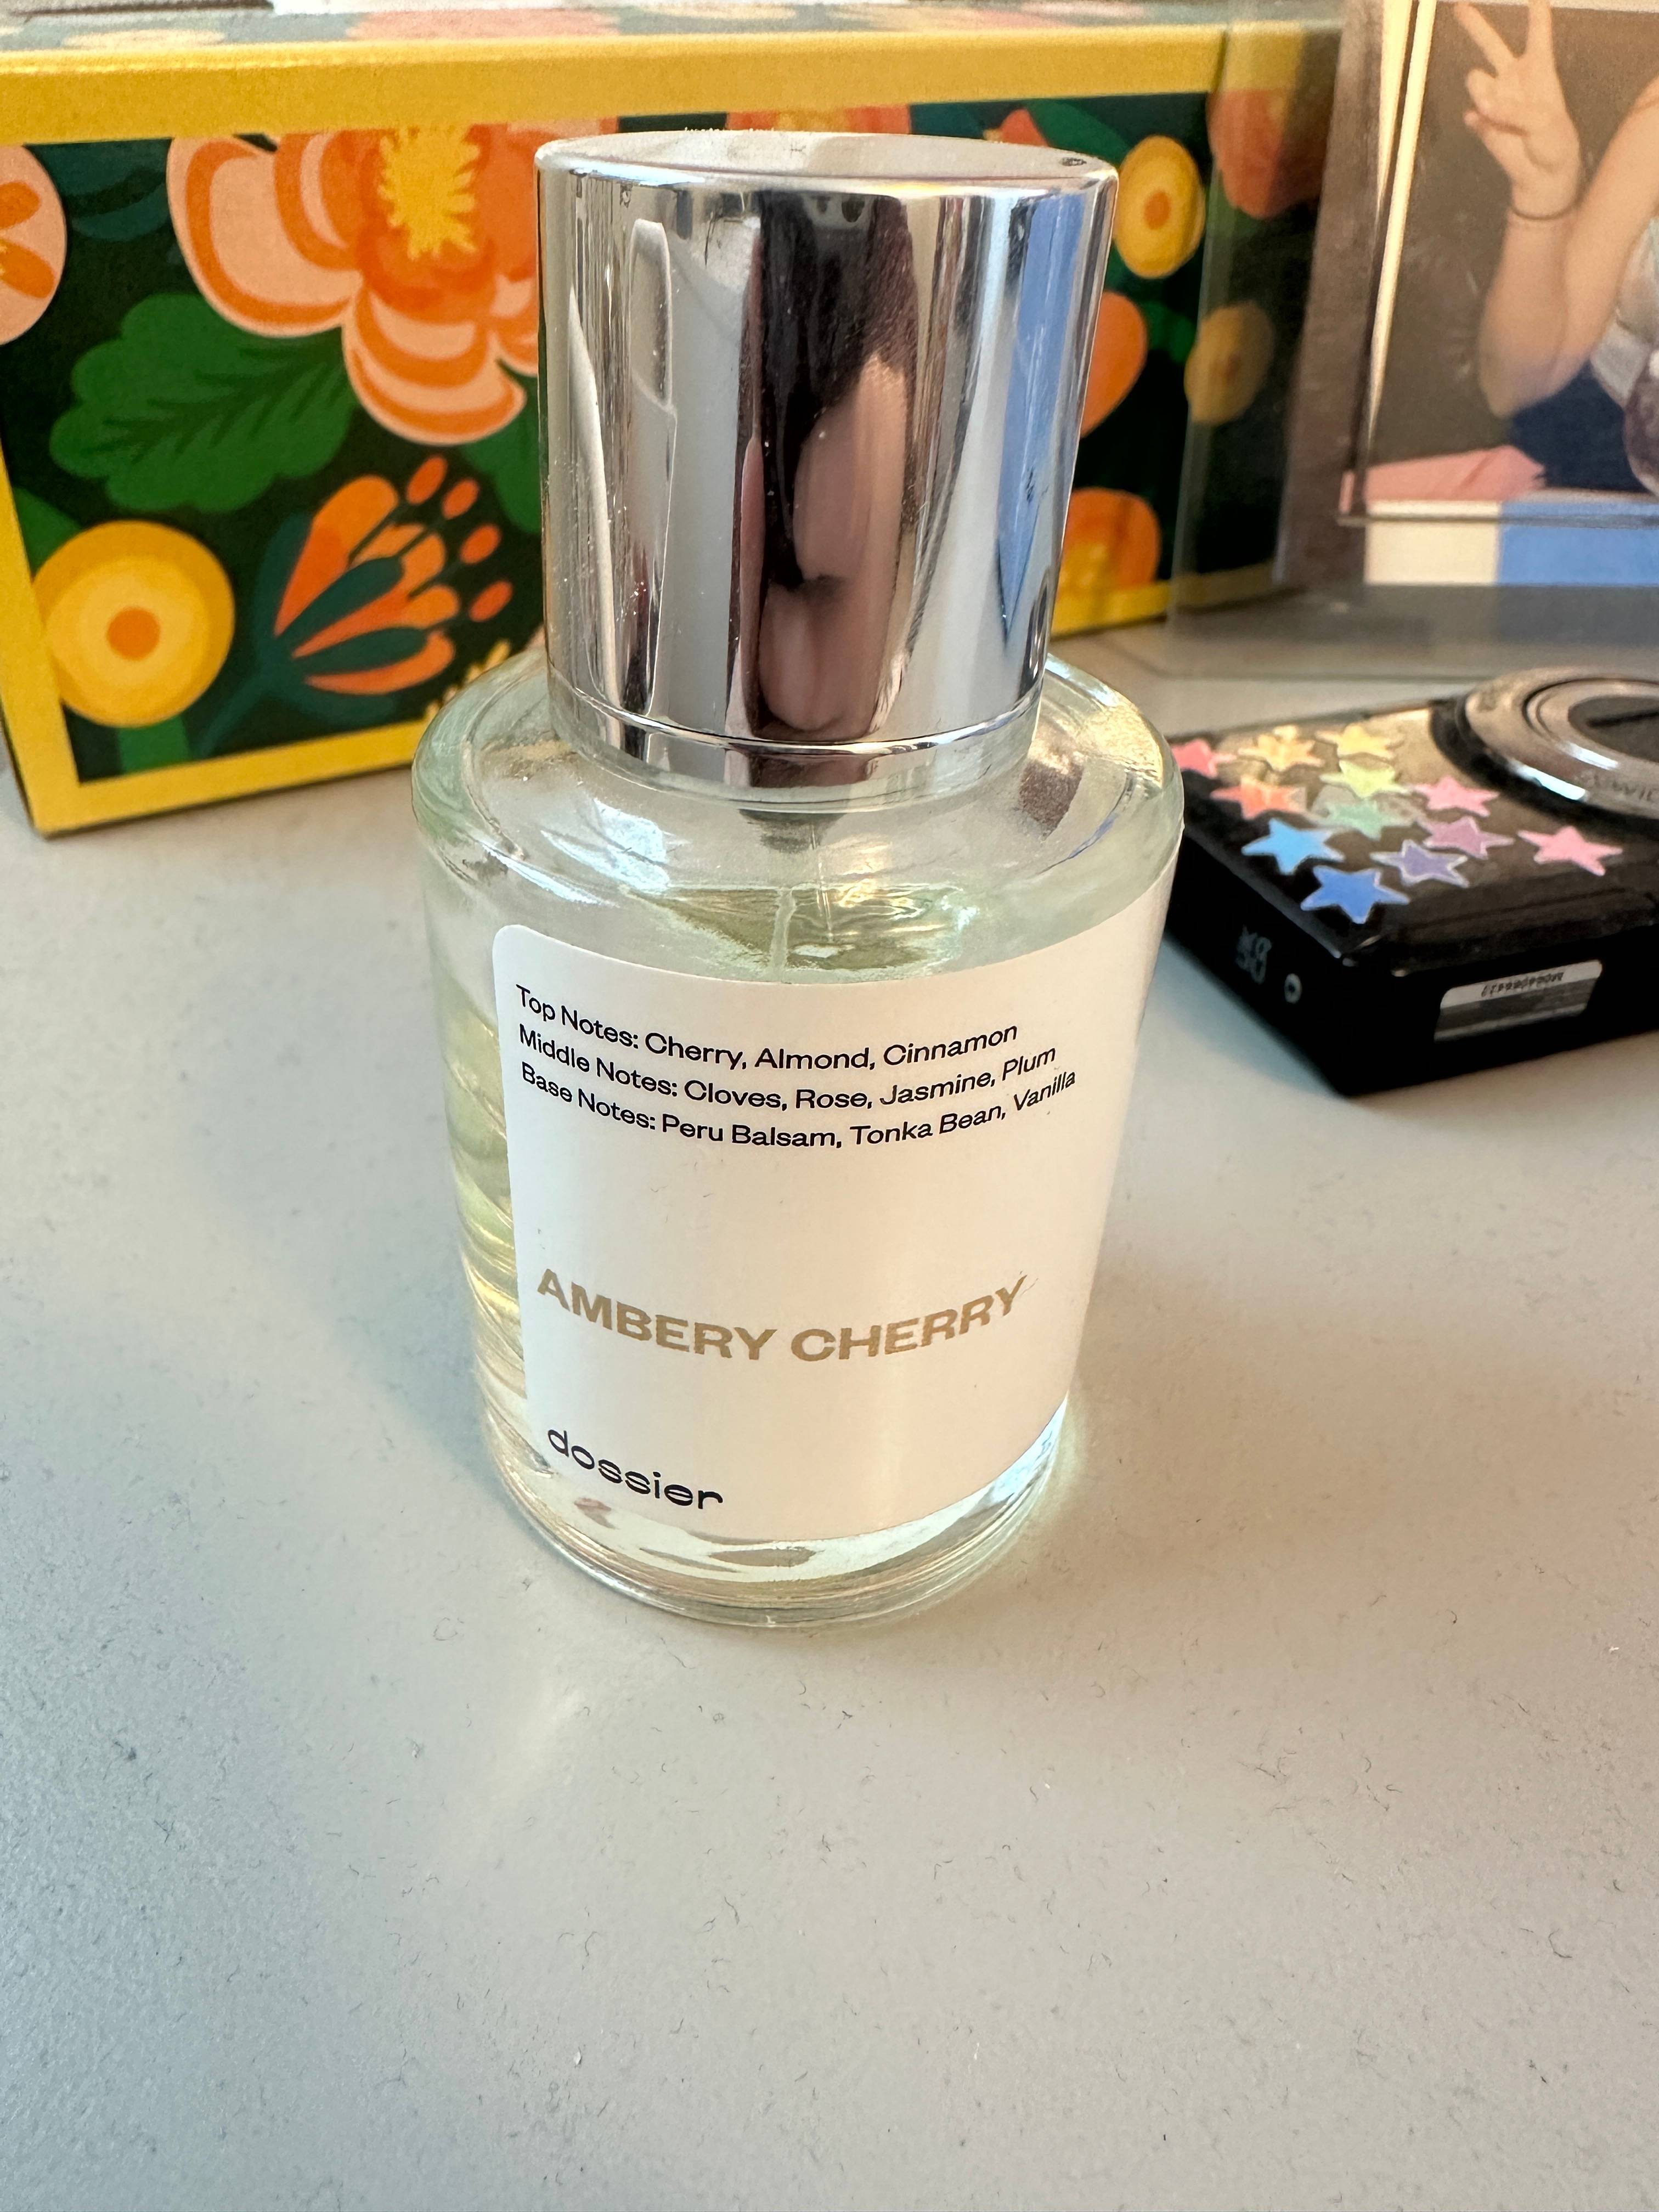 Top Notes: Cherry, Almond, Cinnamon
Middle Notes: Cloves, Rose, Jasmine, Plum
Base Notes: Peru Balsam, Tonka Bean, Vanilla
AMBERY CHERRY
dossier